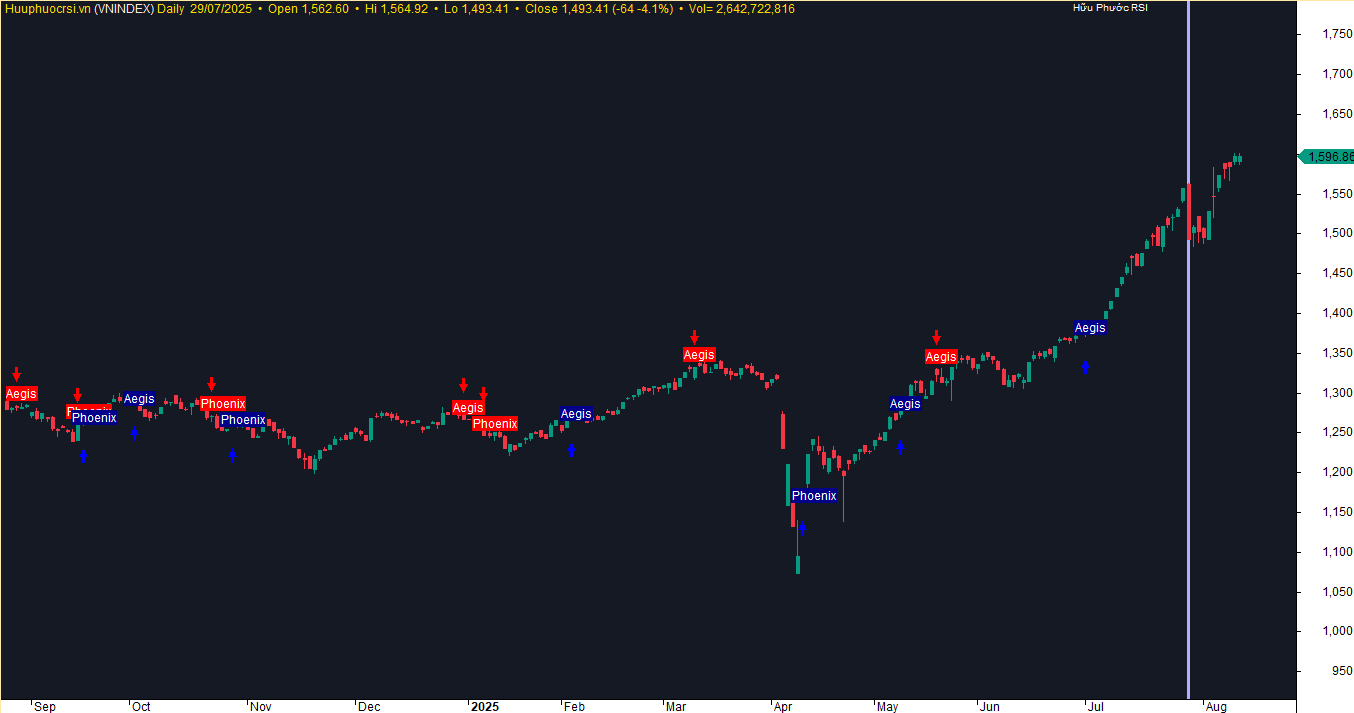 Huuphuocrsi.vn (VNINDEX) Daily 29/07/2025 • Open 1,562.60 • Hi 1,564.92 • Lo 1,493.41 • Close 1,493.41 (-64 -4.1%) • Vol= 2,642,722,816
Hữu Phước RSI
1,750
1,700
1,650
1,596.86
1,550
1,500
1,450
1,400
1,350
1,300
1,250
1,200
1,150
1,100
1,050
1,000
950
Aegis
Phoenix
Phoenix
Aegis
Phoenix
Phoenix
Aegis
Phoenix
Aegis
Aegis
Phoenix
Aegis
Aegis
Aegis
Sep Oct Nov Dec 2025 Feb Mar Apr May Jun Jul Aug